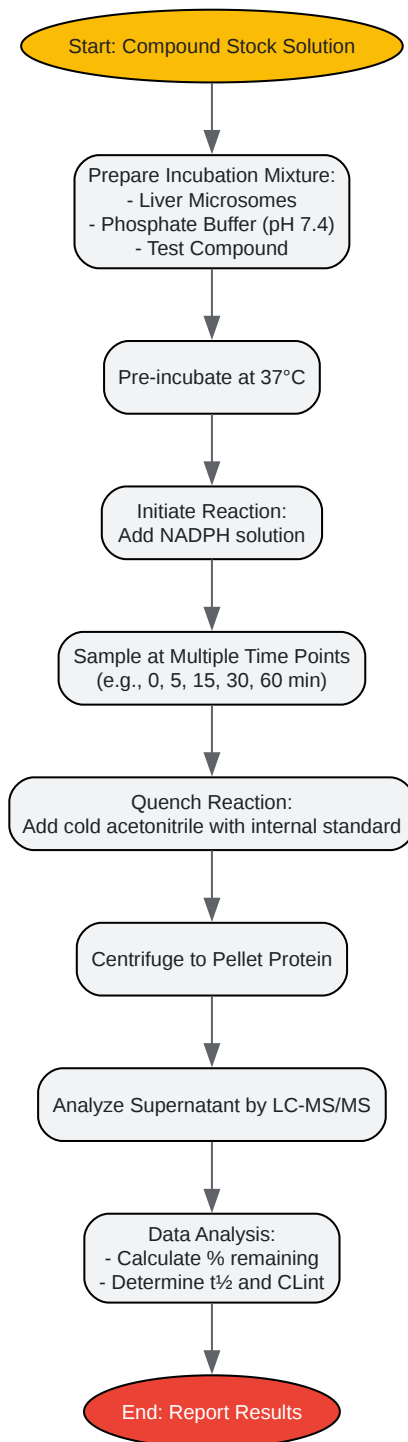 Start: Compound Stock Solution
Prepare Incubation Mixture:
- Liver Microsomes
- Phosphate Buffer (pH 7.4)
- Test Compound
Pre-incubate at 37°C
Initiate Reaction:
Add NADPH solution
Sample at Multiple Time Points
(e.g., 0, 5, 15, 30, 60 min)
Quench Reaction:
Add cold acetonitrile with internal standard
Centrifuge to Pellet Protein
Analyze Supernatant by LC-MS/MS
Data Analysis:
- Calculate % remaining
- Determine t½ and CLint
End: Report Results